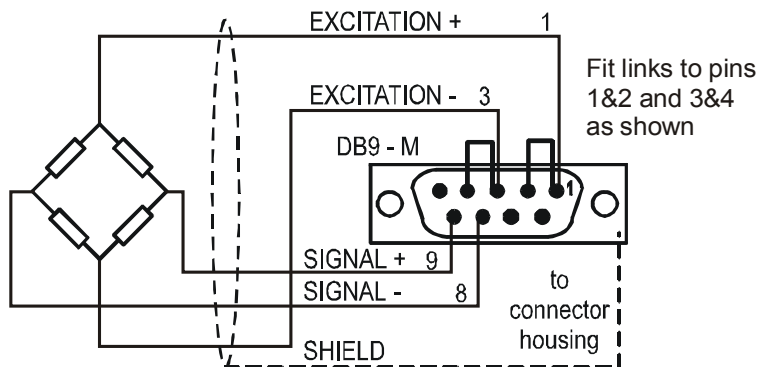 EXCITATION + 1
Fit links to pins
1&2 and 3&4
as shown
EXCITATION - 3
DB9 - M
1
SIGNAL + 9
SIGNAL - 8
to
connector
housing
SHIELD